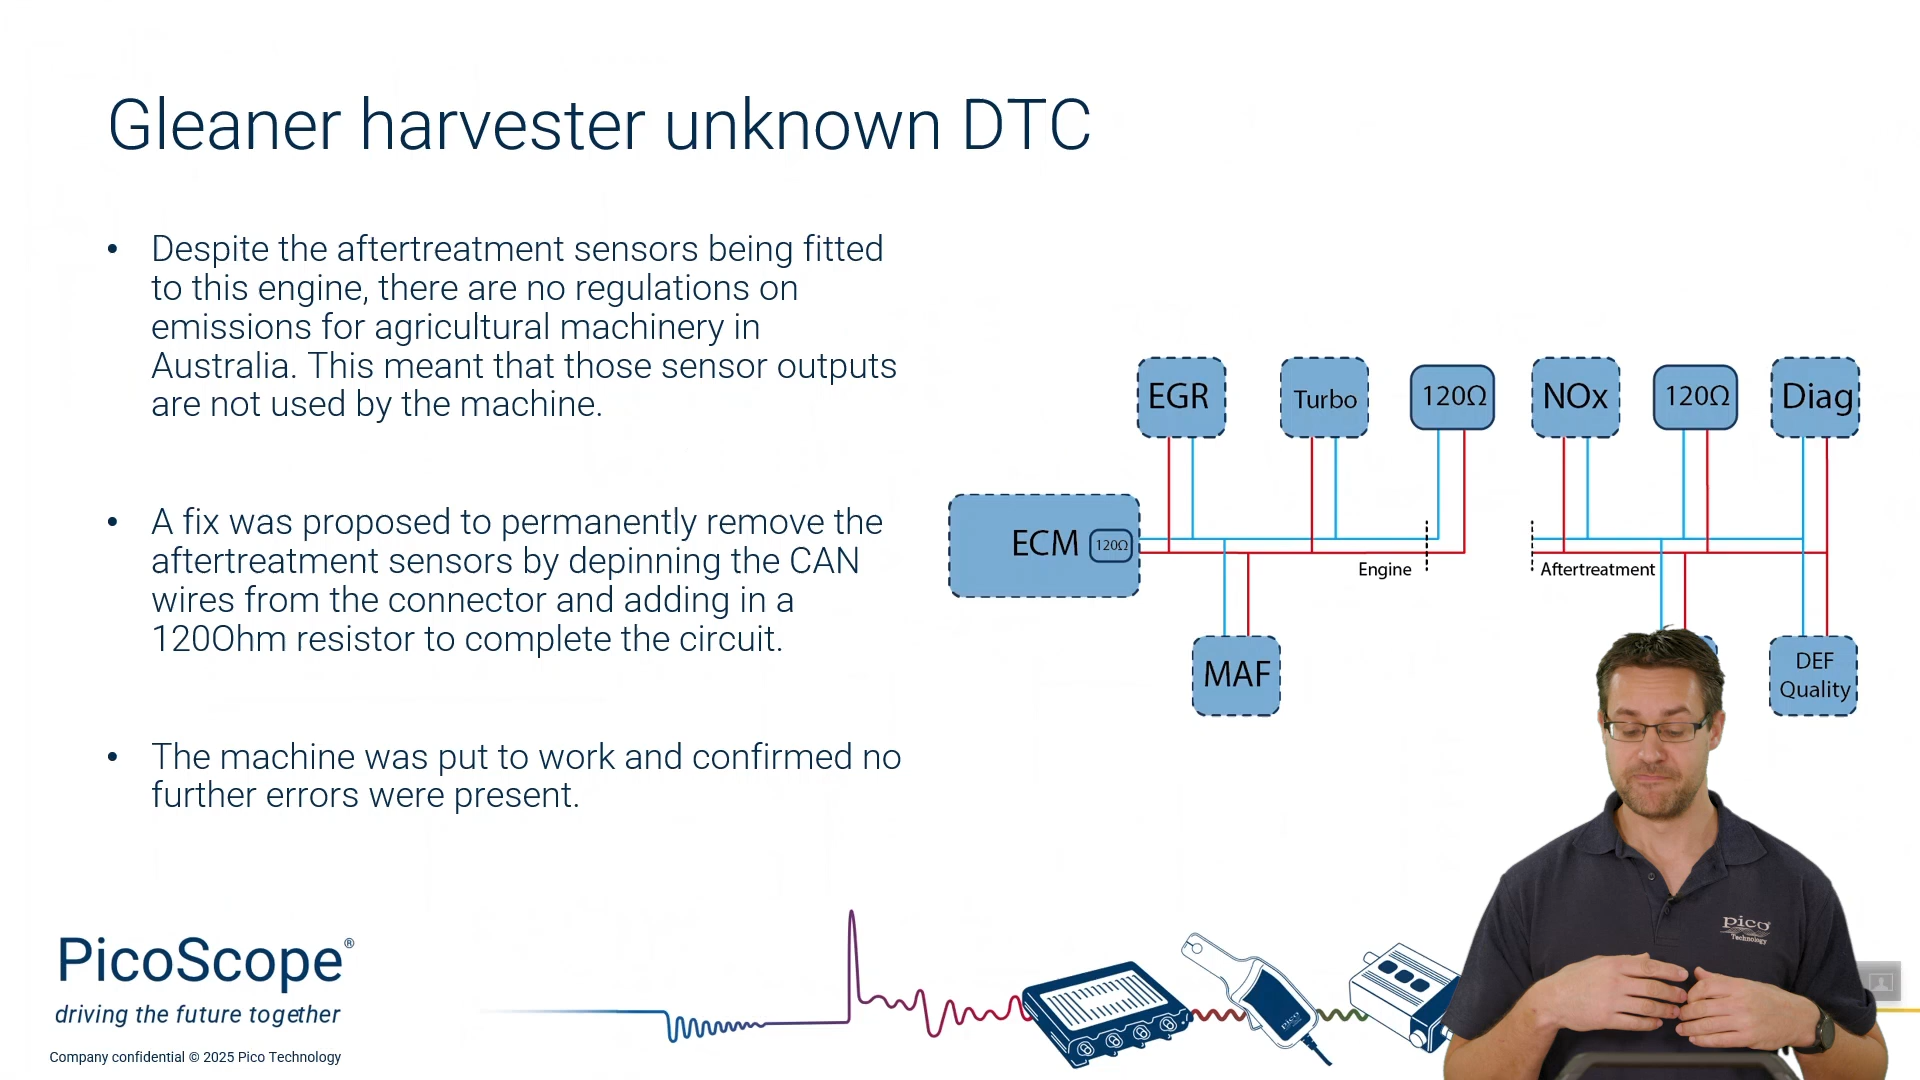 Gleaner harvester unknown DTC
• Despite the aftertreatment sensors being fitted
to this engine, there are no regulations on
emissions for agricultural machinery in
Australia. This meant that those sensor outputs
are not used by the machine.
• A fix was proposed to permanently remove the
aftertreatment sensors by depinning the CAN
wires from the connector and adding in a
120Ohm resistor to complete the circuit.
• The machine was put to work and confirmed no
further errors were present.
EGR
Turbo
120Ω
NOx
120Ω
Diag
ECM
120Ω
Engine
Aftertreatment
MAF
DEF
Quality
pico
Technology
pico
PicoScope®
driving the future together
Company confidential © 2025 Pico Technology